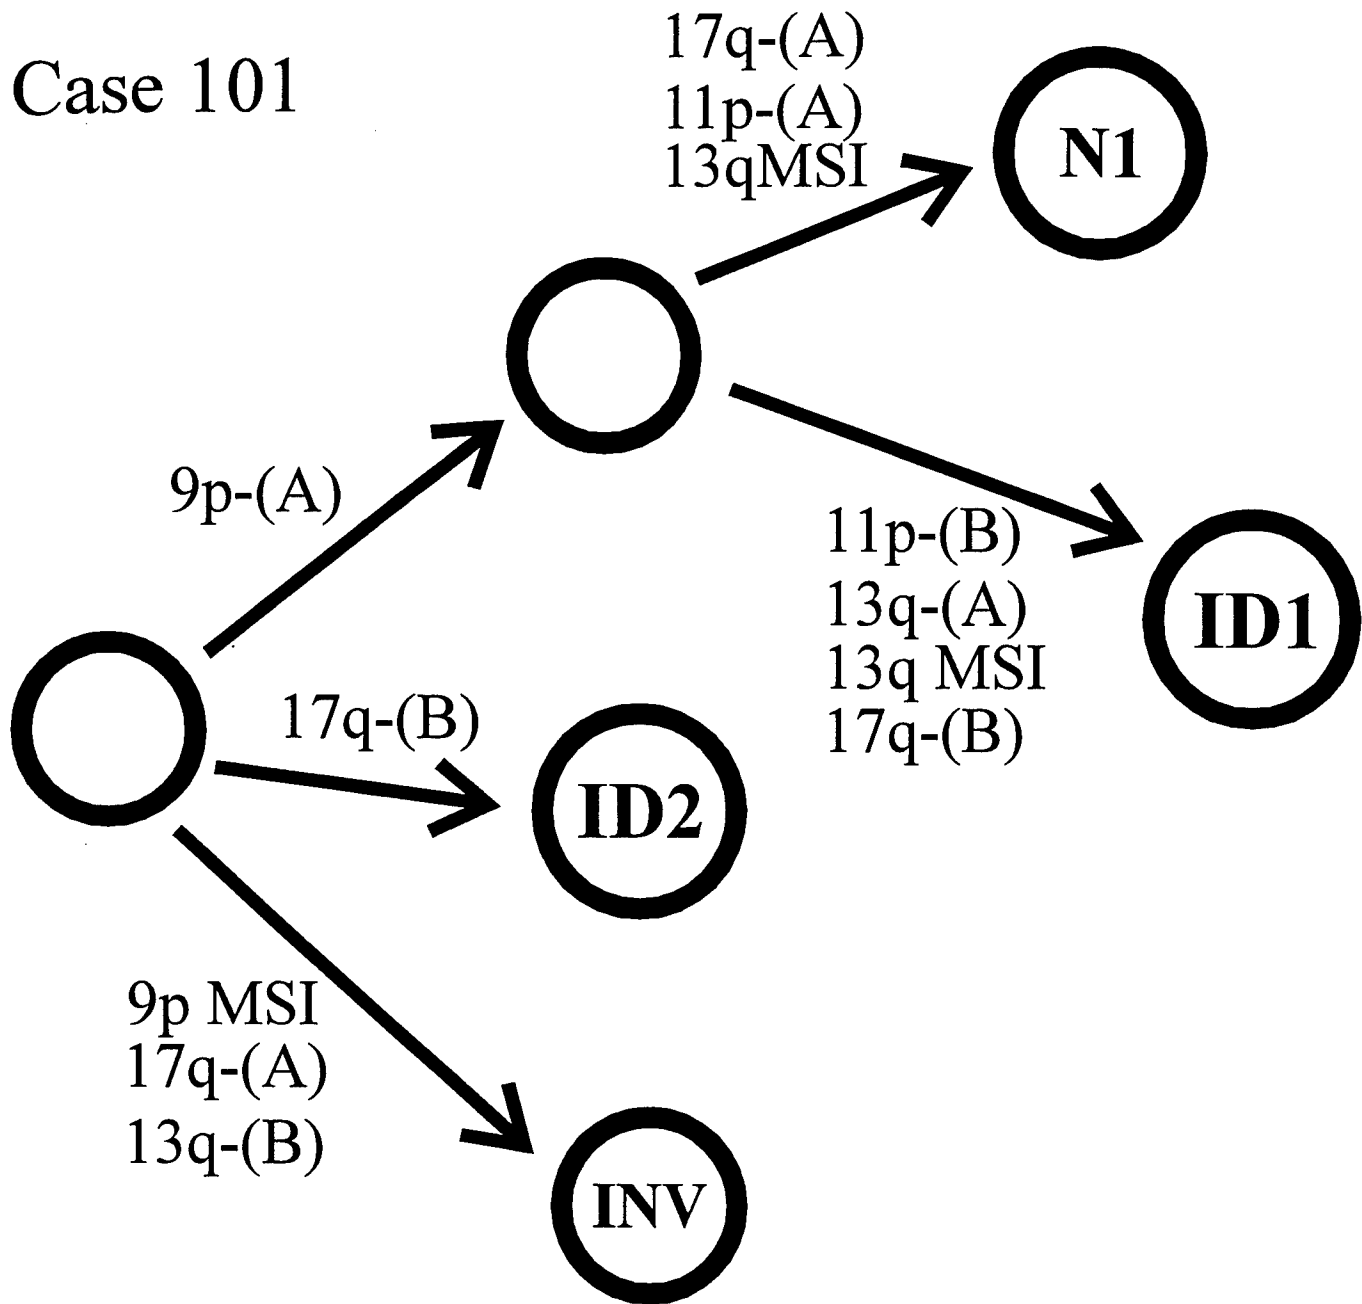 Case 101
17q-(A)
11p-(A)
13qMSI
N1
9p-(A)
11p-(B)
13q-(A)
13q MSI
17q-(B)
ID1
17q-(B)
ID2
9p MSI
17q-(A)
13q-(B)
INV